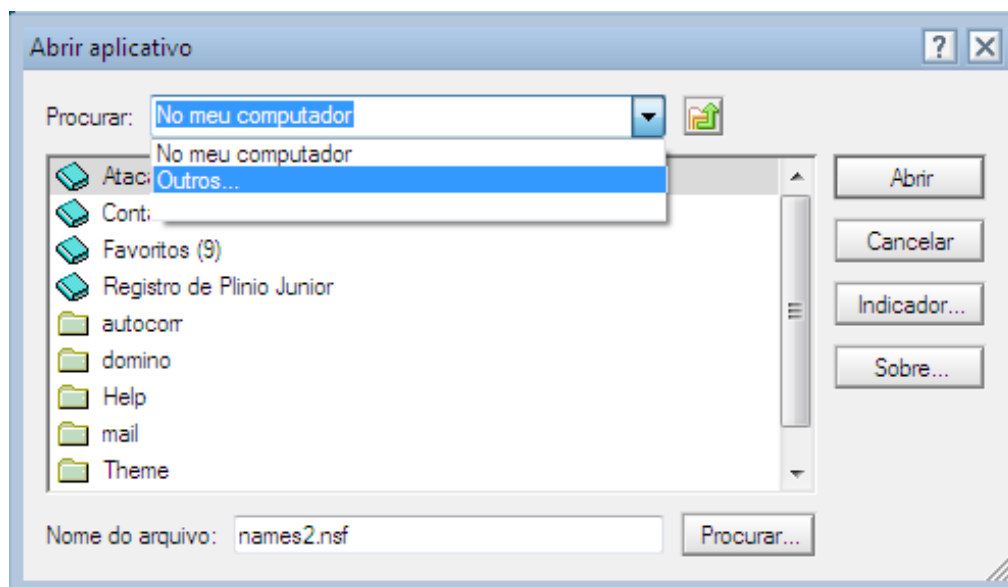 Abrir aplicativo
?
Procurar: No meu computador
No meu computador
Outros...
Abrir
Favoritos (9)
Cancelar
Registro de Plinio Junior
autocorr
Indicador...
domino
Sobre...
Help
mail
Theme
Nome do arquivo: names2.nsf Procurar...